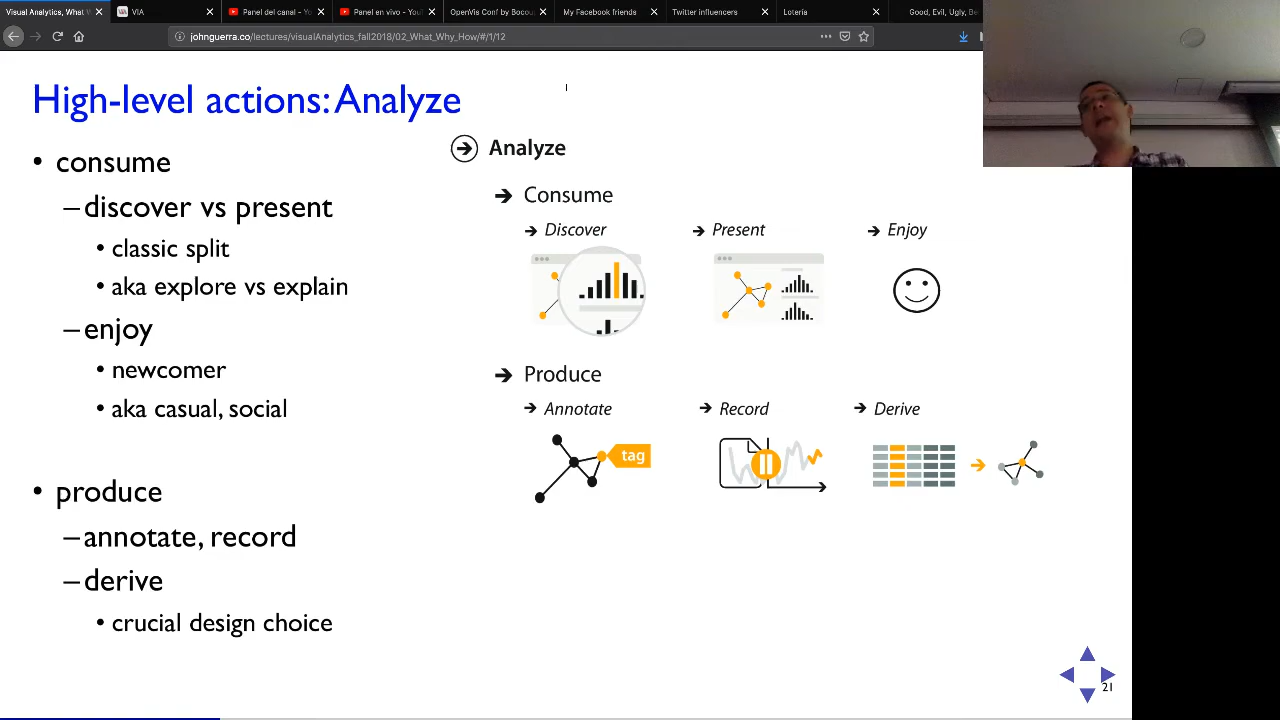 Visual Analytics, What W
VIA
Panel del canal - Yo
Panel en vivo - YouT
OpenVis Conf by Bocou
My Facebook friends
Twitter influencers
Lotería
Good, Evil, Ugly, Be
johnguerra.co/lectures/visualAnalytics_fall2018/02_What_Why_How/#/1/12
High-level actions: Analyze
• consume
–discover vs present
• classic split
• aka explore vs explain
–enjoy
• newcomer
• aka casual, social
• produce
–annotate, record
–derive
• crucial design choice
Analyze
Consume
Discover
Present
Enjoy
Produce
Annotate
Record
Derive
tag
21